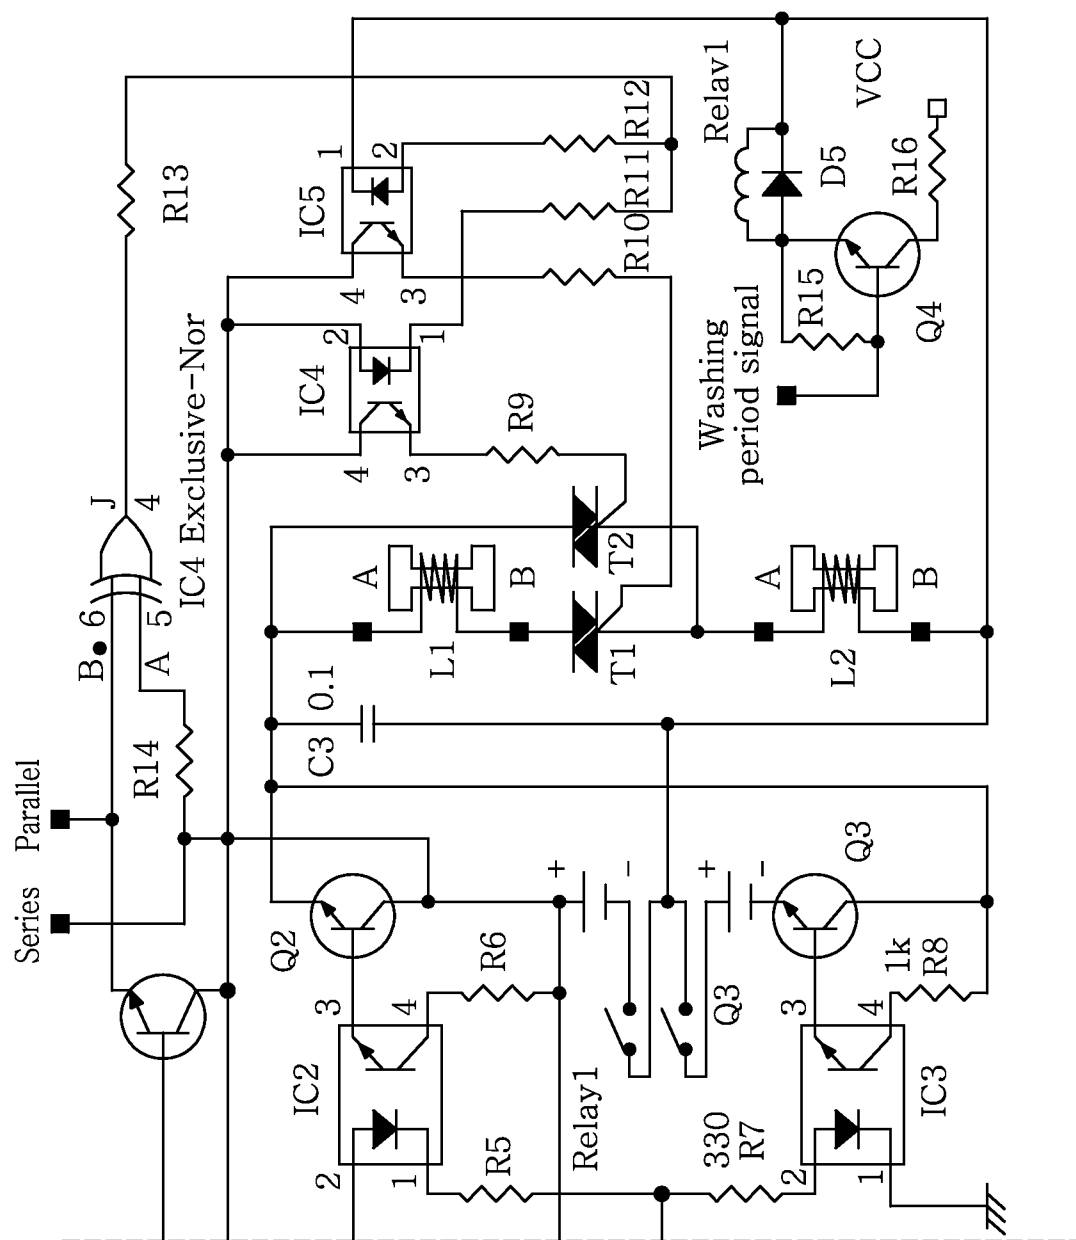 Series
Parallel
B
6
A
5
J
4
R14
R13
IC4 Exclusive-Nor
IC5
1
2
4
3
IC4
2
1
4
3
R12
R11
R10
R9
Relav1
VCC
D5
R16
R15
Q4
Washing
period signal
A
B
L1
T2
T1
A
B
L2
C3
0.1
Q2
+
-
+
-
Q3
IC2
3
4
2
1
R6
R5
Relay1
Q3
330
R7
IC3
3
4
2
1
1k
R8